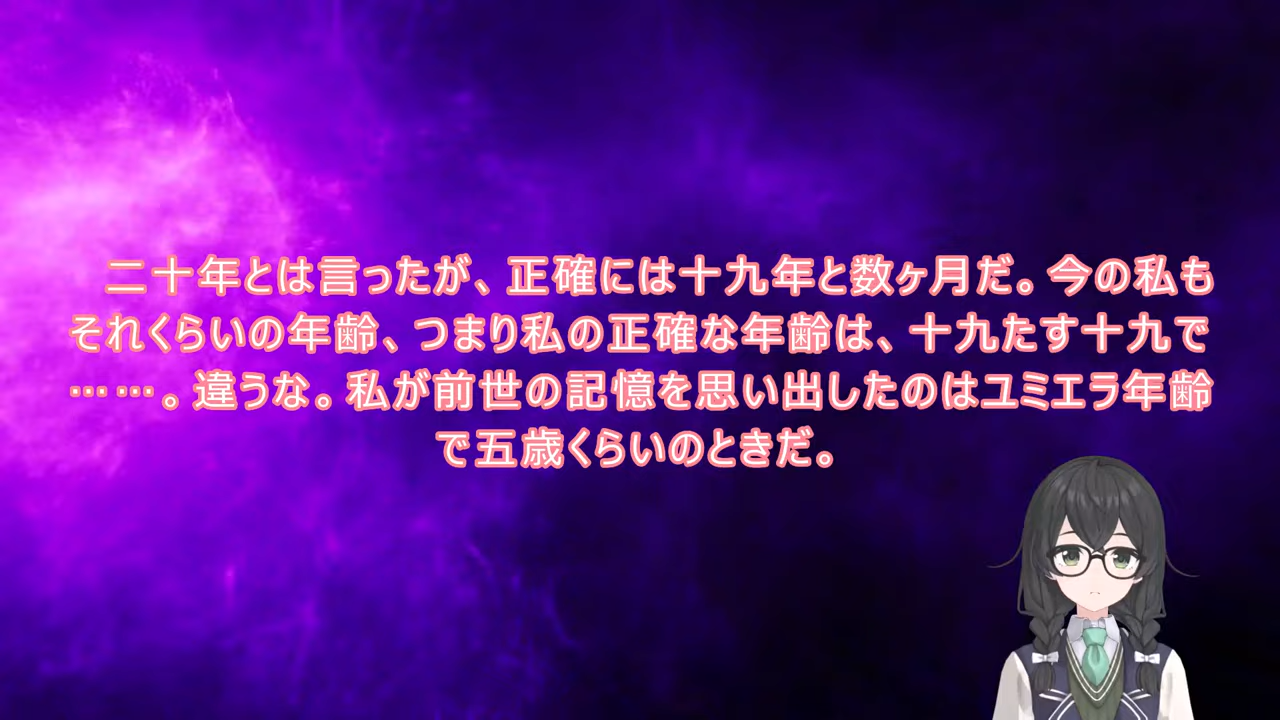 二十年とは言ったが、正確には十九年と数ヶ月だ。今の私も
それくらいの年齢、つまり私の正確な年齢は、十九たす十九で
……。違うな。私が前世の記憶を思い出したのはユミエラ年齢
で五歳くらいのときだ。